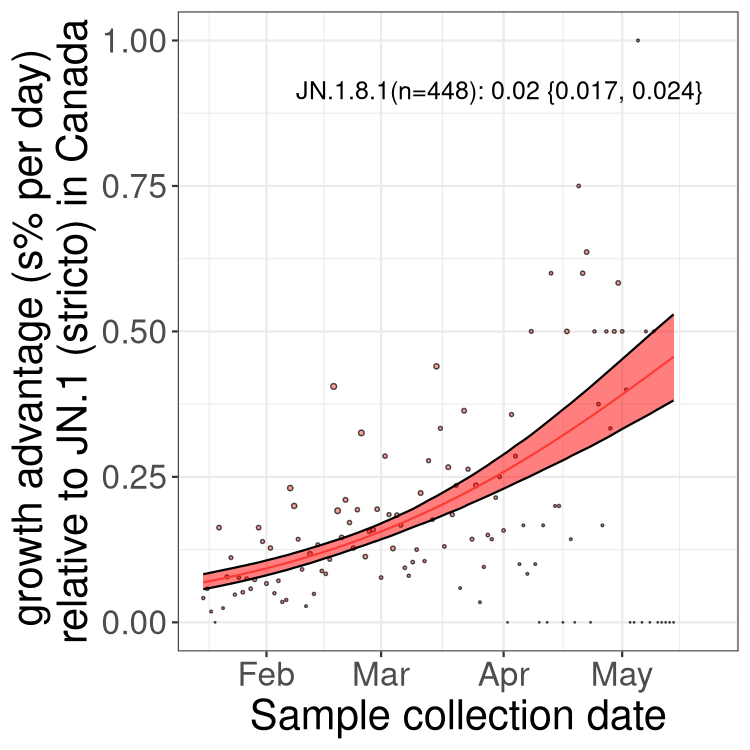 growth advantage (s% per day)
relative to JN.1 (stricto) in Canada
1.00
0.75
0.50
0.25
0.00
JN.1.8.1(n=448): 0.02 {0.017, 0.024}
Feb Mar Apr May
Sample collection date